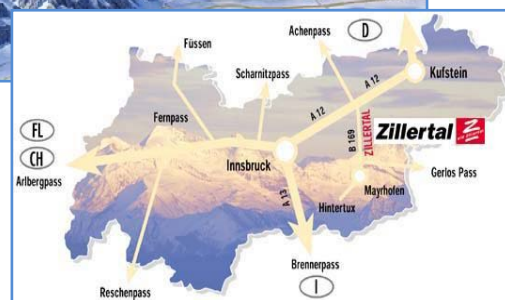 Füssen
Achenpass
D
Scharnitzpass
A 12
Kufstein
Fernpass
A 12
FL
CH
B 169
ZILLERTAL
Zillertal
Arlbergpass
Innsbruck
Gerlos Pass
Mayrhofen
A 13
Hintertux
Brennerpass
I
Reschenpass